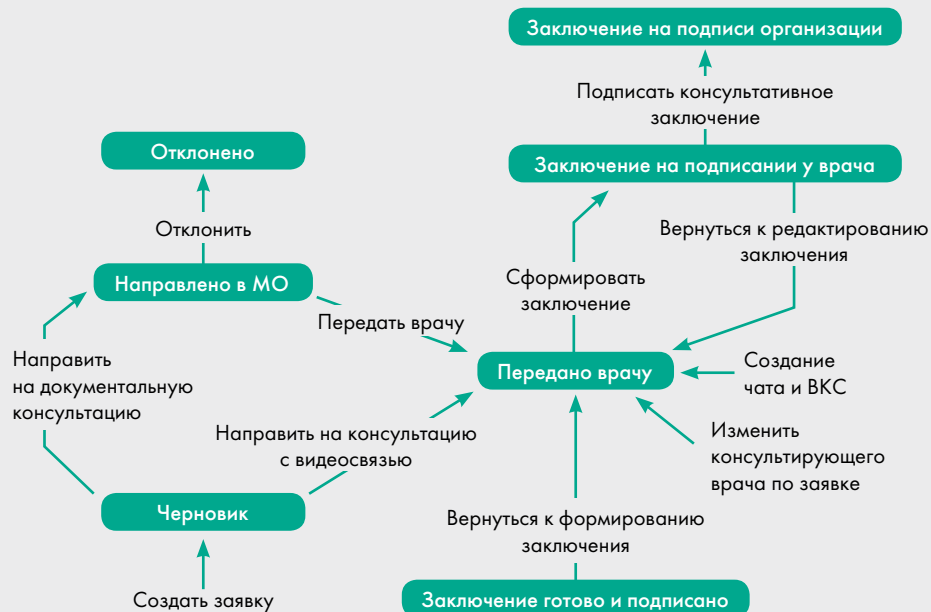 Заключение на подписи организации
Подписать консультативное
заключение
Отклонено
Заключение на подписании у врача
Отклонить
Вернуться к редактированию
заключения
Направлено в МО
Сформировать
заключение
Передать врачу
Направить
на документальную
консультацию
Передано врачу
Создание
чата и ВКС
Направить на консультацию
с видеосвязью
Изменить
консультирующего
врача по заявке
Черновик
Вернуться к формированию
заключения
Создать заявку
Заключение готово и подписано